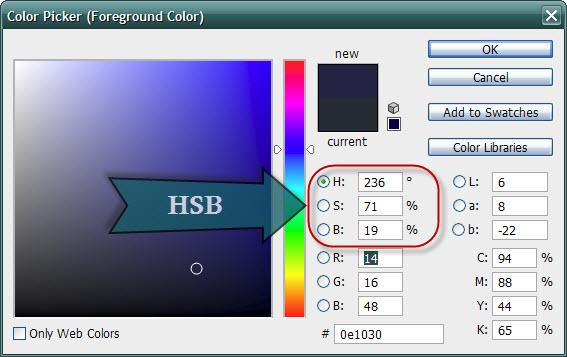 Color Picker (Foreground Color)
new
current
OK
Cancel
Add to Swatches
Color Libraries
HSB
H: 236 °
S: 71 %
B: 19 %
R: 14
G: 16
B: 48
# 0e1030
L: 6
a: 8
b: -22
C: 94 %
M: 88 %
Y: 44 %
K: 65 %
Only Web Colors